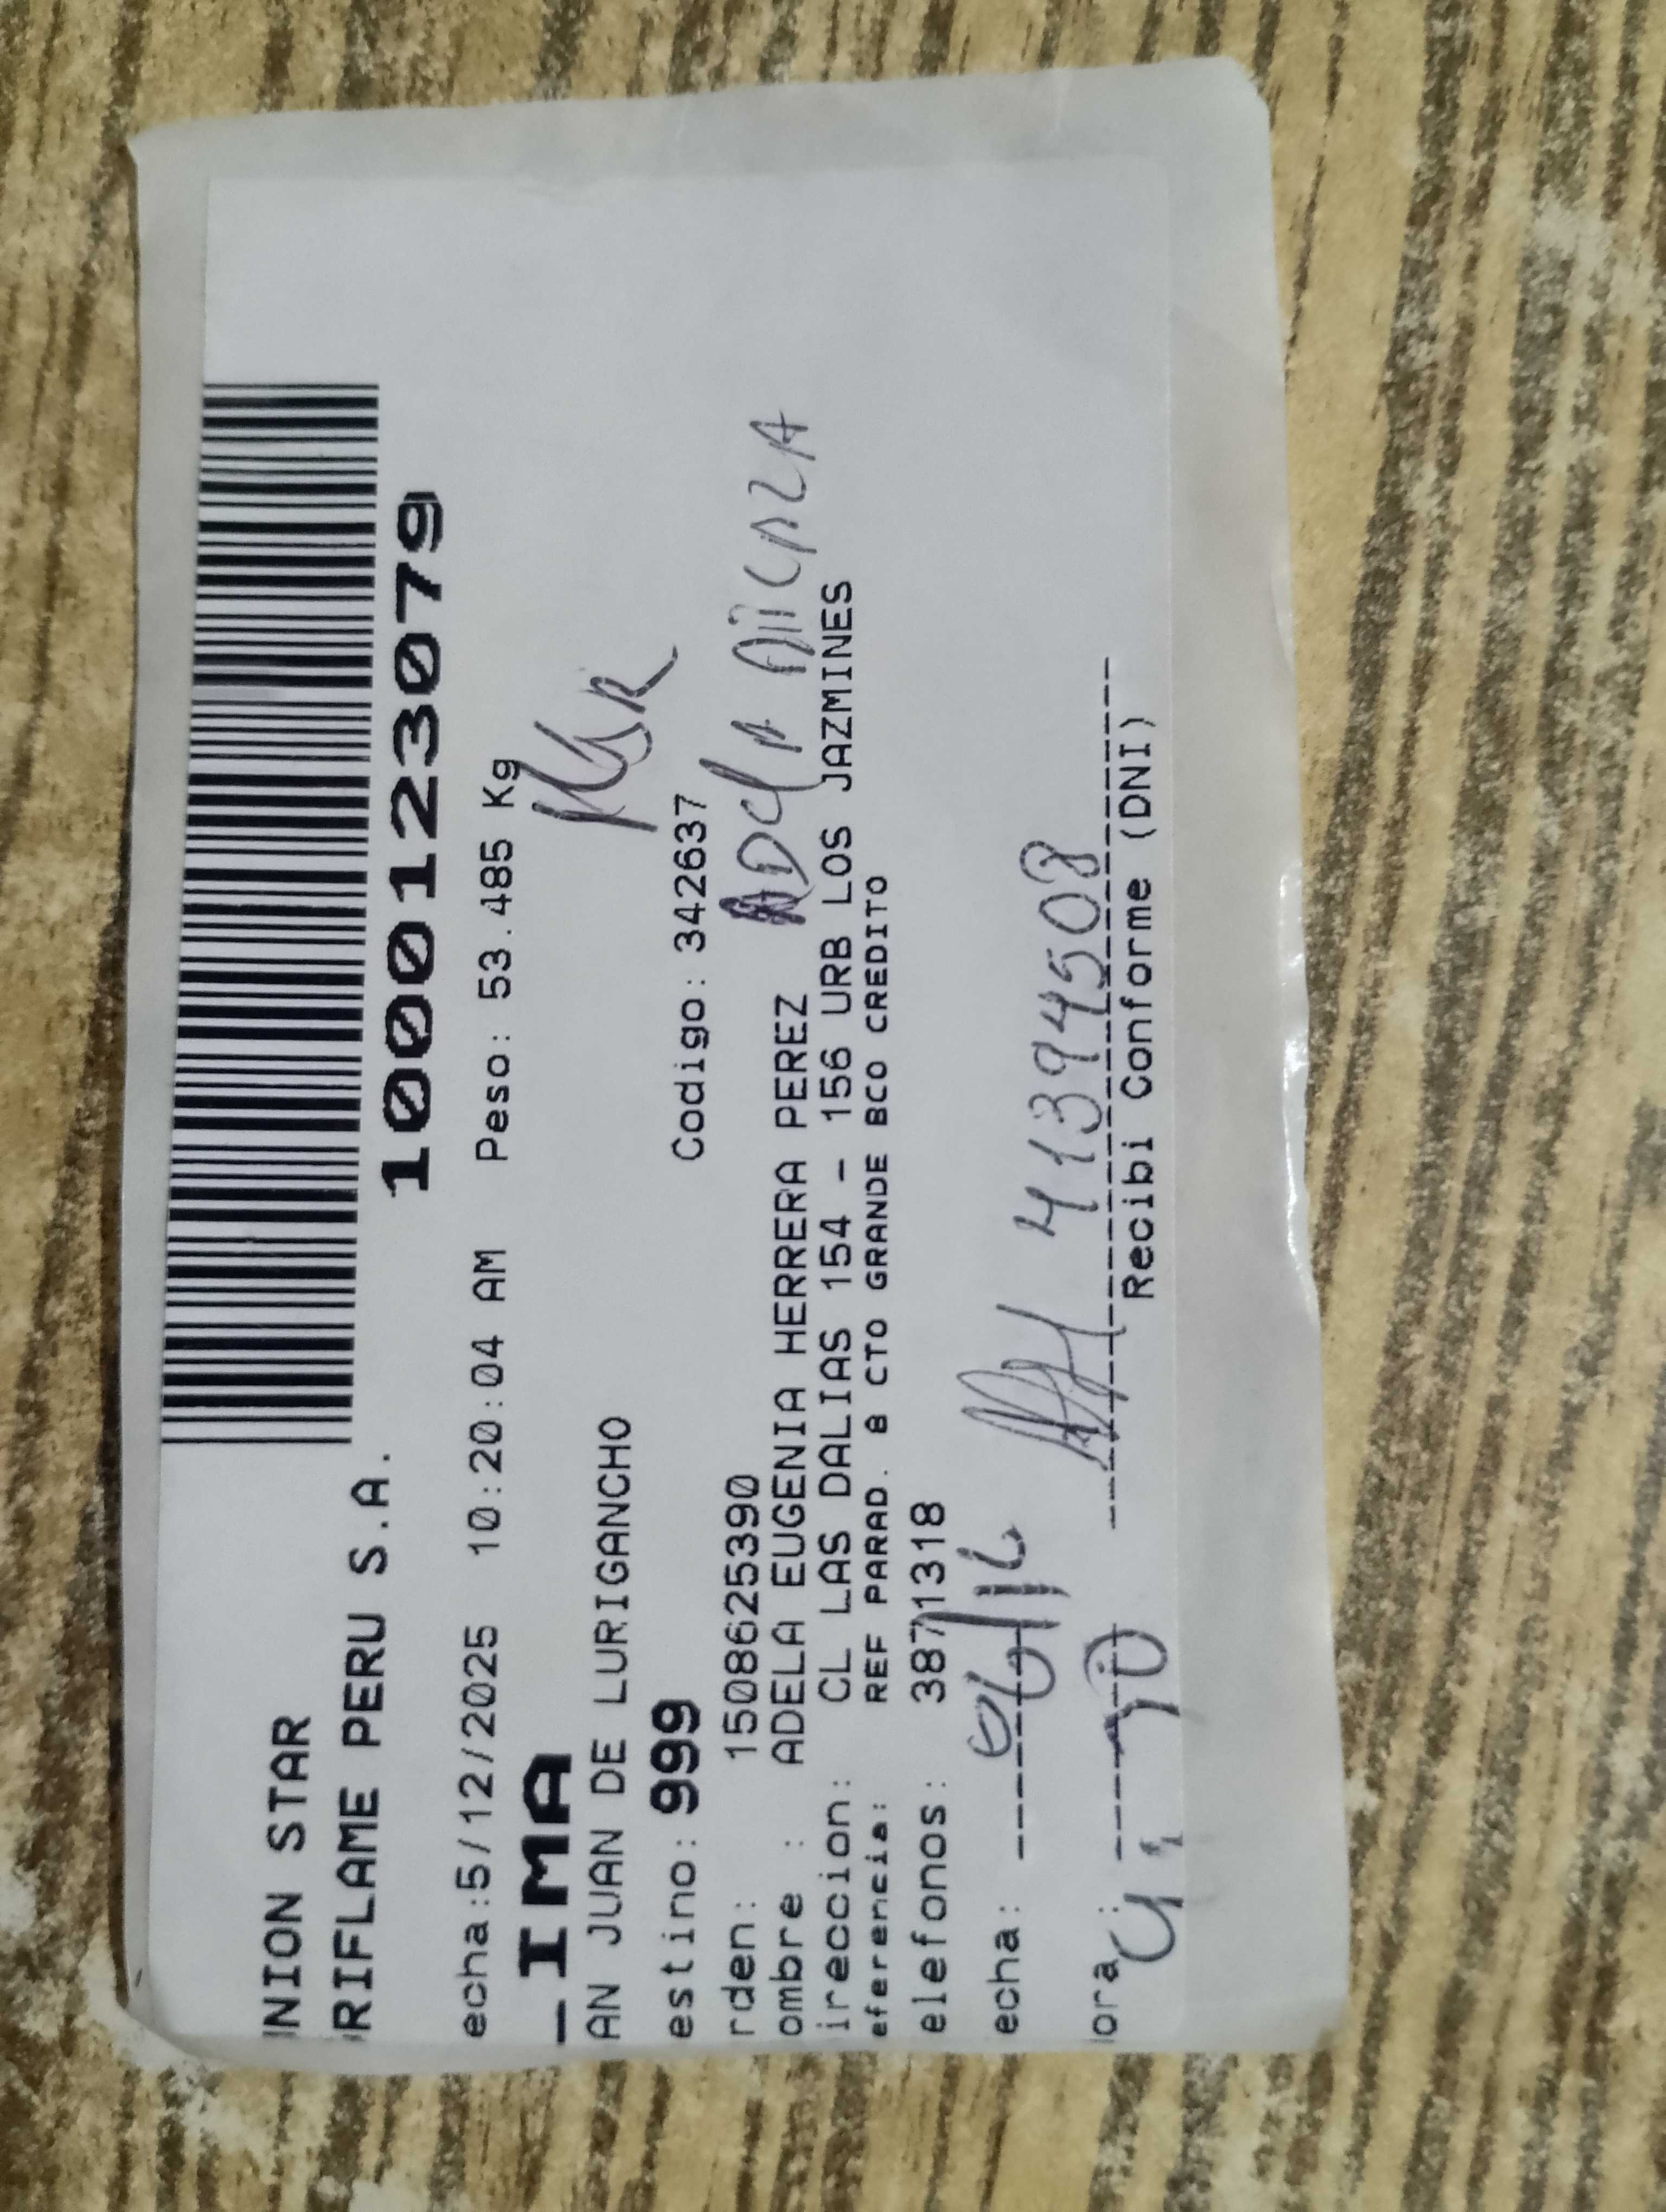 NION STAR
RIFLAME PERU S.A.
1000123079
echa:5/12/2025 10:20:04 AM Peso: 53.485 Kg
IMA
AN JUAN DE LURIGANCHO
estino: 999 Codigo: 342637
rden: 1508625390
ombre : ADELA EUGENIA HERRERA PEREZ
ireccion: CL LAS DALIAS 154 - 156 URB LOS JAZMINES
eferencia: REF PARAD. 8 CTO GRANDE BCO CREDITO
elefonos: 3871318
echa:
41394508
ora:
Recibi Conforme (DNI)